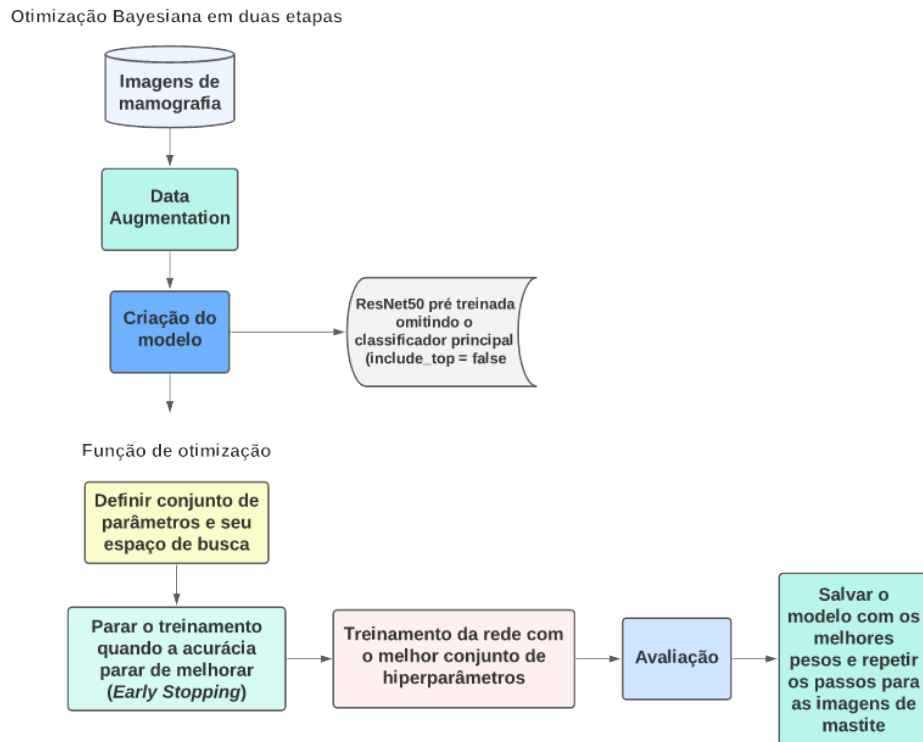 Otimização Bayesiana em duas etapas
Imagens de
mamografia
Data
Augmentation
Criação do
modelo
ResNet50 pré treinada
omitindo o
classificador principal
(include_top = false
Função de otimização
Definir conjunto de
parâmetros e seu
espaço de busca
Parar o treinamento
quando a acurácia
parar de melhorar
(Early Stopping)
Treinamento da rede com
o melhor conjunto de
hiperparâmetros
Avaliação
Salvar o
modelo com os
melhores
pesos e repetir
os passos para
as imagens de
mastite